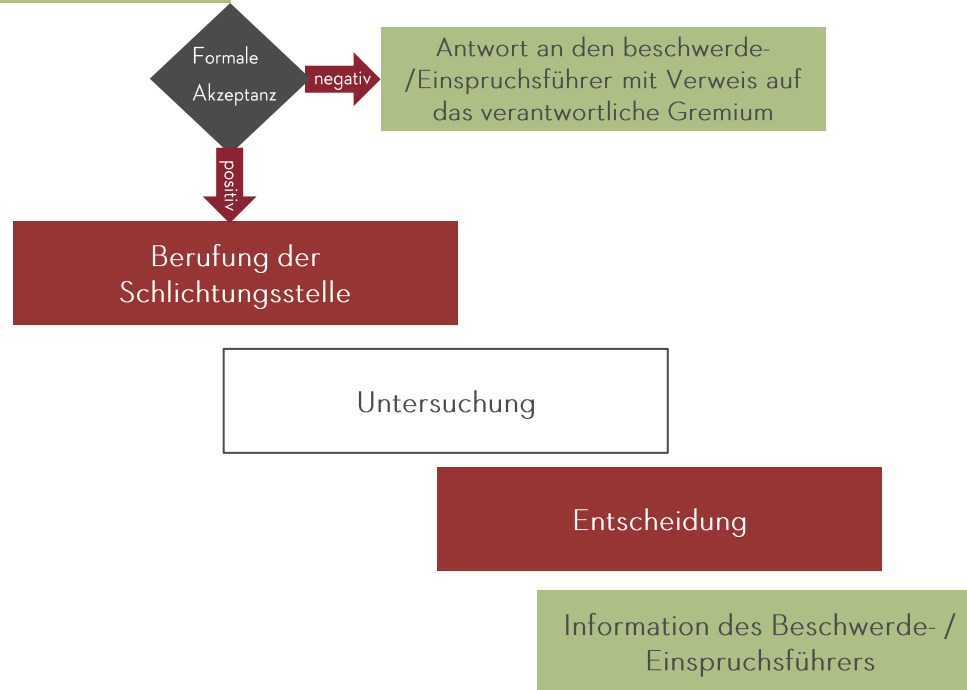 Formale
Akzeptanz
negativ
Antwort an den beschwerde-
/Einspruchsführer mit Verweis auf
das verantwortliche Gremium
positiv
Berufung der
Schlichtungsstelle
Untersuchung
Entscheidung
Information des Beschwerde- /
Einspruchsführers